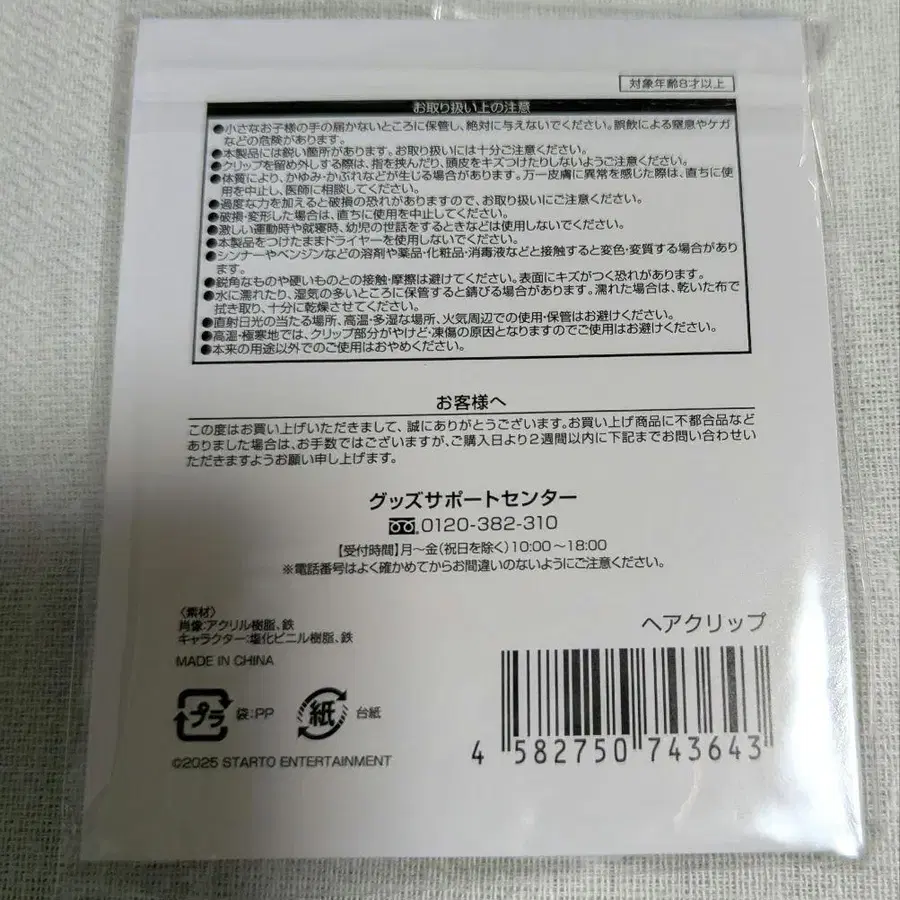 対象年齢8才以上
お取り扱い上の注意
●小さなお子様の手の届かないところに保管し、絶対に与えないでください。誤飲による窒息やケガ
などの危険があります。
●本製品には鋭い箇所があります。お取り扱いには十分ご注意ください。
●クリップを留め外しする際は、指を挟んだり、頭皮をキズつけたりしないようご注意ください。
●体質により、かゆみ・かぶれなどが生じる場合があります。万一皮膚に異常を感じた際は、直ちに使
用を中止し、医師に相談してください。
●過度な力を加えると破損の恐れがありますので、お取り扱いにご注意ください。
●破損・変形した場合は、直ちに使用を中止してください。
●激しい運動時や就寝時、幼児の世話をするときなどは使用しないでください。
●本製品をつけたままドライヤーを使用しないでください。
●シンナーやベンジンなどの溶剤や薬品・化粧品・消毒液などと接触すると変色・変質する場合があり
ます。
●鋭角なものや硬いものとの接触・摩擦は避けてください。表面にキズがつく恐れがあります。
●水に濡れたり、湿気の多いところに保管すると錆びる場合があります。濡れた場合は、乾いた布で
拭き取り、十分に乾燥させてください。
●直射日光の当たる場所、高温・多湿な場所、火気周辺での使用・保管はお避けください。
●高温・極寒地では、クリップ部分がやけど・凍傷の原因となりますのでご使用はお避けください。
●本来の用途以外でのご使用はおやめください。
お客様へ
この度はお買い上げいただきまして、誠にありがとうございます。お買い上げ商品に不都合品など
ありました場合は、お手数ではございますが、ご購入日より2週間以内に下記までお問い合わせい
ただきますようお願い申し上げます。
グッズサポートセンター
0120-382-310
【受付時間】月〜金(祝日を除く)10:00〜18:00
※電話番号はよく確かめてからお間違いのないようにご注意ください。
〈素材〉
肖像:アクリル樹脂、鉄
キャラクター:塩化ビニル樹脂、鉄
MADE IN CHINA
ヘアクリップ
プラ 袋:PP 紙 台紙
4 582750 743643
©2025 STARTO ENTERTAINMENT